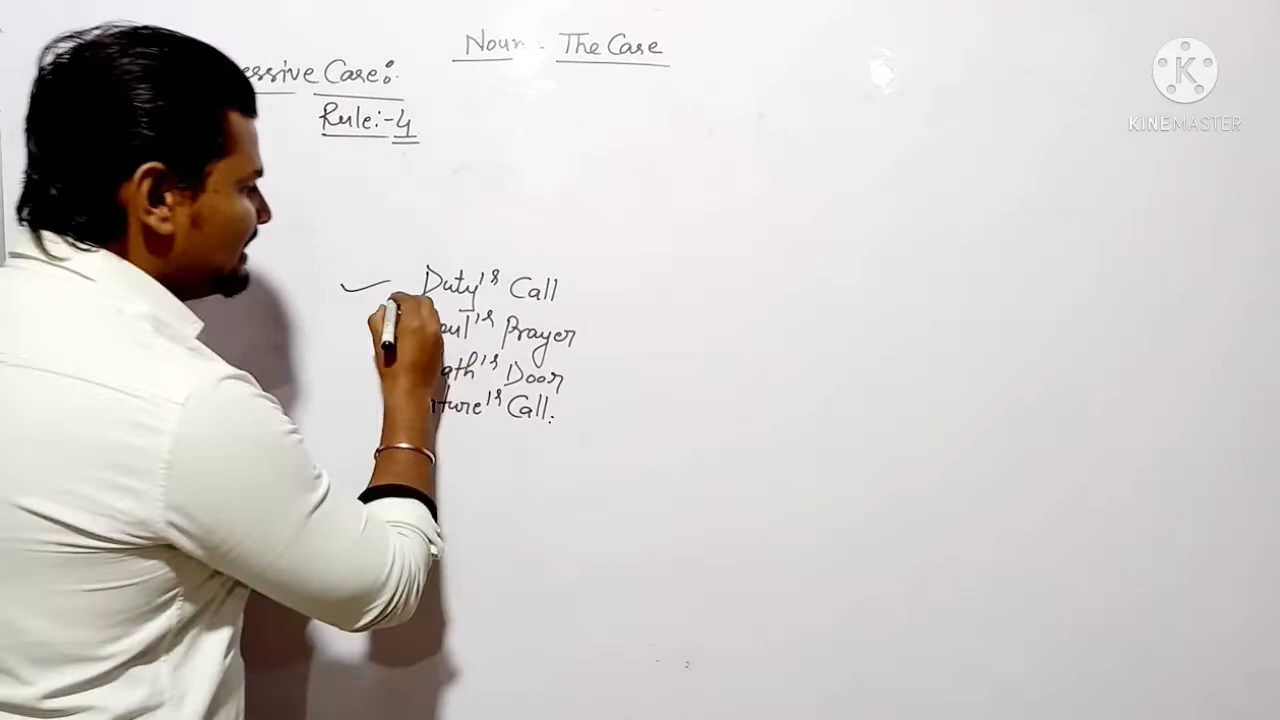 Noun - The Case
essive Case:
Rule:-4
Duty's Call
Prayer
Door
Call.
KINEMASTER